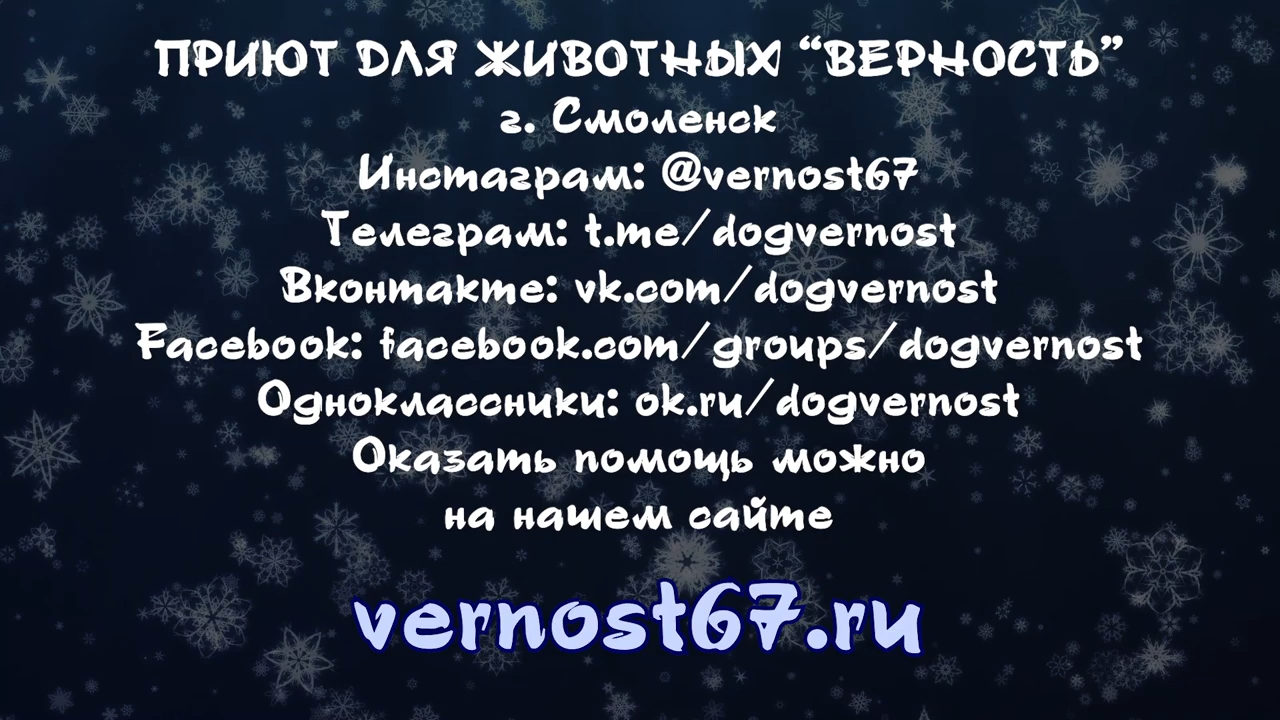 ПРИЮТ ДЛЯ ЖИВОТНЫХ “ВЕРНОСТЬ”
г. Смоленск
Инстаграм: @vernost67
Телеграм: t.me/dogvernost
Вконтакте: vk.com/dogvernost
Facebook: facebook.com/groups/dogvernost
Одноклассники: ok.ru/dogvernost
Оказать помощь можно
на нашем сайте
vernost67.ru